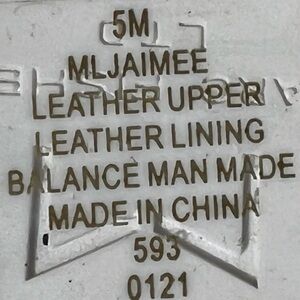 5M
MLJAIMEE
LEATHER UPPER
LEATHER LINING
BALANCE MAN MADE
MADE IN CHINA
593
0121